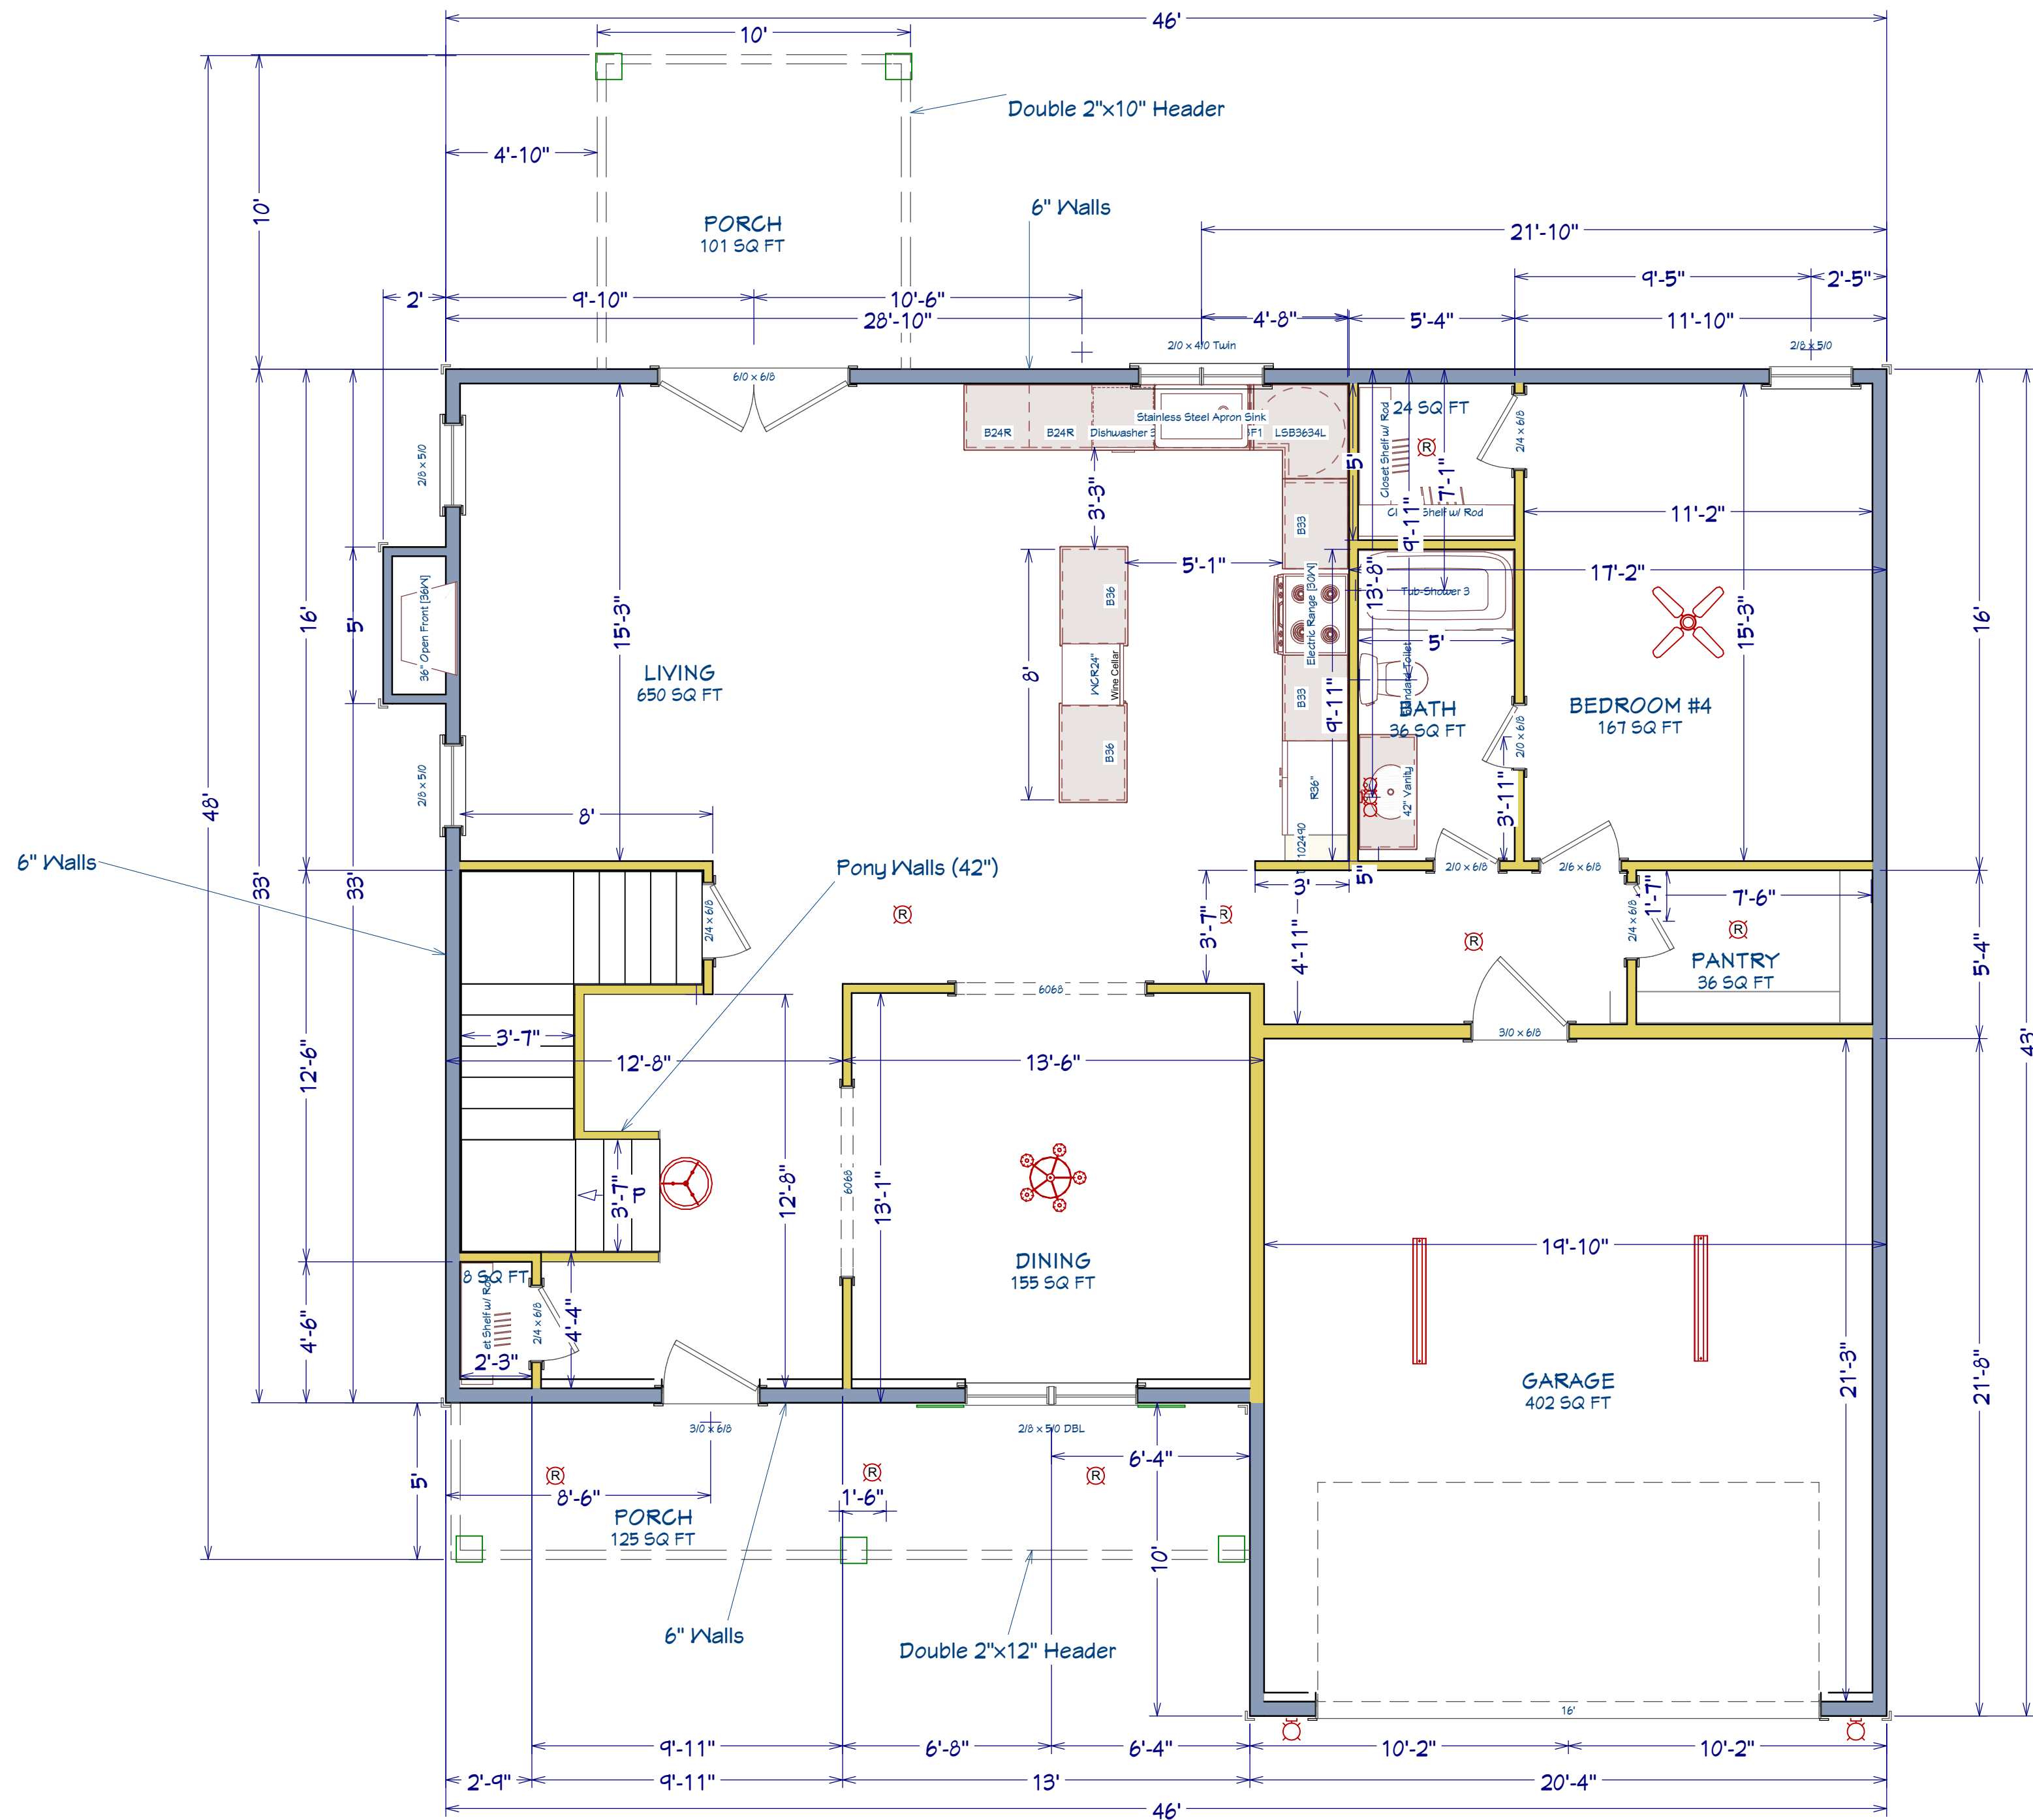 46'
10'
Double 2"x10" Header
4'-10"
10'
6" Walls
PORCH
101 SQ FT
21'-10"
9'-5"
2'-5"
2'
9'-10"
10'-6"
28'-10"
4'-8"
5'-4"
11'-10"
2/0 x 4/0 Twin
2/8 x 5/0
6/0 x 6/8
24 SQ FT
Stainless Steel Apron Sink
B24R
B24R
Dishwasher
LSB3634L
Closet Shelf w/ Rod
2/4 x 6/8
2/8 x 5/0
5'
7'-1"
3'-3"
9'-11"
Shelf w/ Rod
11'-2"
B33
5'-1"
13'-8"
17'-2"
Tub-Shower 3
36" Open Front [36W]
B36
Electric Range [30W]
16'
5'
15'-3"
15'-3"
16'
5'
LIVING
650 SQ FT
8'
WCR24"
Wine Cellar
B33
9'-11"
BATH
36 SQ FT
BEDROOM #4
167 SQ FT
2/0 x 6/8
B36
R36"
42" Vanity
3'-11"
2/8 x 5/0
48'
8'
6" Walls
Pony Walls (42")
102490
2/0 x 6/8
2/6 x 6/8
33'
33'
3'
5"
1'-7"
7'-6"
2/4 x 6/8
R
R
R
R
R
3'-7"
4'-11"
2/4 x 6/8
PANTRY
36 SQ FT
5'-4"
6068
3/0 x 6/8
43'
3'-7"
12'-6"
12'-8"
13'-6"
6068
3'-7"
P
12'-8"
13'-1"
DINING
155 SQ FT
19'-10"
8 SQ FT
et Shelf w/ Rod
2/4 x 6/8
4'-4"
4'-6"
2'-3"
GARAGE
402 SQ FT
21'-3"
21'-8"
3/0 x 6/8
2/8 x 5/0 DBL
6'-4"
5'
R
R
R
8'-6"
1'-6"
PORCH
125 SQ FT
10'
6" Walls
Double 2"x12" Header
16'
9'-11"
6'-8"
6'-4"
10'-2"
10'-2"
2'-9"
9'-11"
13'
20'-4"
46'